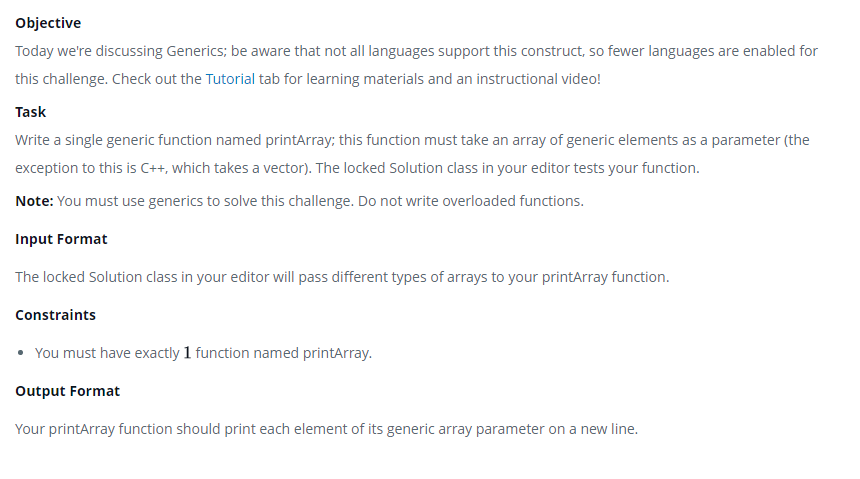 Objective
Today we're discussing Generics; be aware that not all languages support this construct, so fewer languages are enabled for
this challenge. Check out the Tutorial tab for learning materials and an instructional video!
Task
Write a single generic function named printArray; this function must take an array of generic elements as a parameter (the
exception to this is C++, which takes a vector). The locked Solution class in your editor tests your function.
Note: You must use generics to solve this challenge. Do not write overloaded functions.
Input Format
The locked Solution class in your editor will pass different types of arrays to your printArray function.
Constraints
• You must have exactly 1 function named printArray.
Output Format
Your printArray function should print each element of its generic array parameter on a new line.